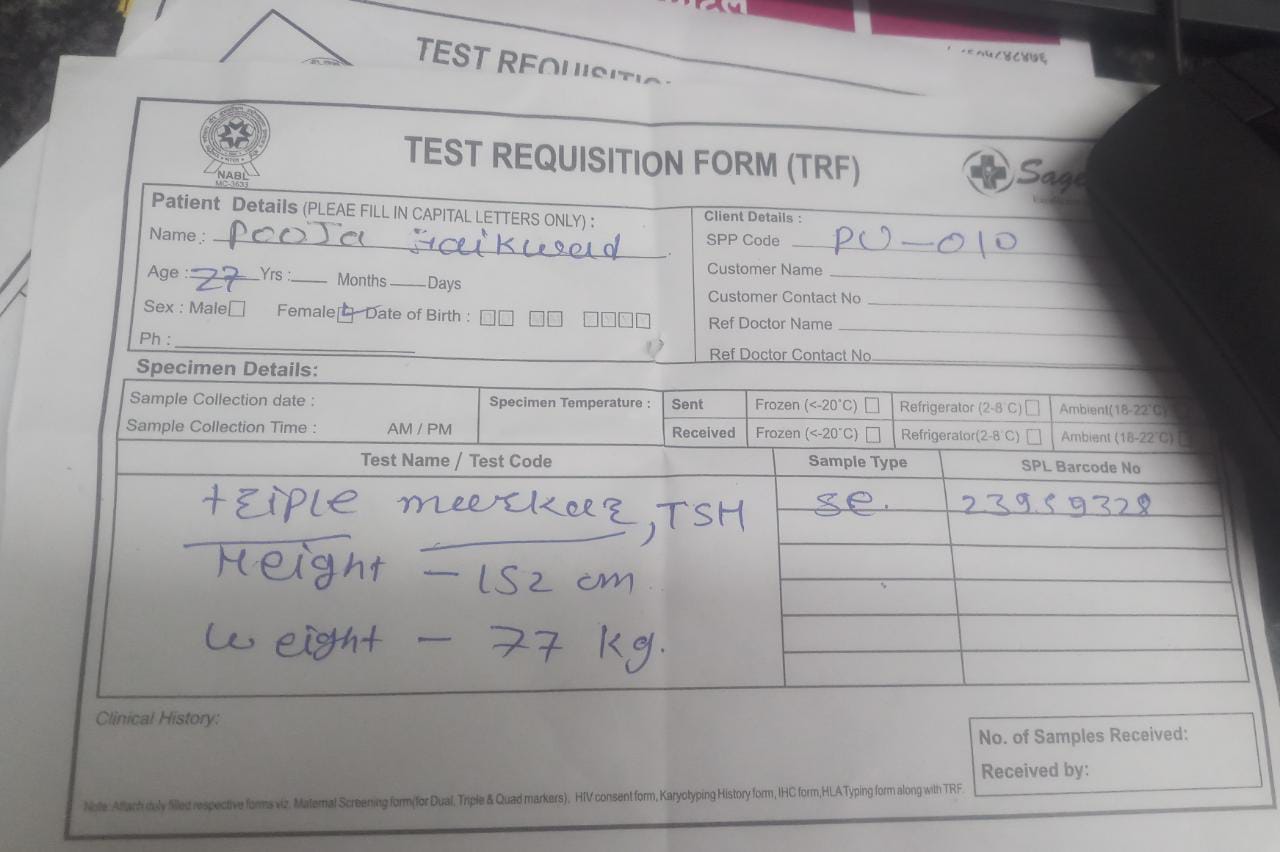 TEST REQUISITIO
NABL
MC-3633
TEST REQUISITION FORM (TRF)
Sage
Patient Details (PLEAE FILL IN CAPITAL LETTERS ONLY) :
Name : Pooja Gaikwad
Age : 27 Yrs : Months Days
Sex : Male Female Date of Birth :
Ph :
Client Details :
SPP Code PU-010
Customer Name
Customer Contact No
Ref Doctor Name
Ref Doctor Contact No
Specimen Details:
Sample Collection date :
Sample Collection Time : AM / PM
Specimen Temperature :
Sent Frozen (<-20°C) Refrigerator (2-8°C) Ambient(18-22°C)
Received Frozen (<-20°C) Refrigerator(2-8°C) Ambient (18-22°C)
Test Name / Test Code Sample Type SPL Barcode No
triple marker, TSH se. 23959328
Height - 152 cm
Weight - 77 kg.
Clinical History:
No. of Samples Received:
Received by:
Note: Attach duly filled respective forms viz. Maternal Screening form(for Dual, Triple & Quad markers), HIV consent form, Karyotyping History form, IHC form,HLA Typing form along with TRF.